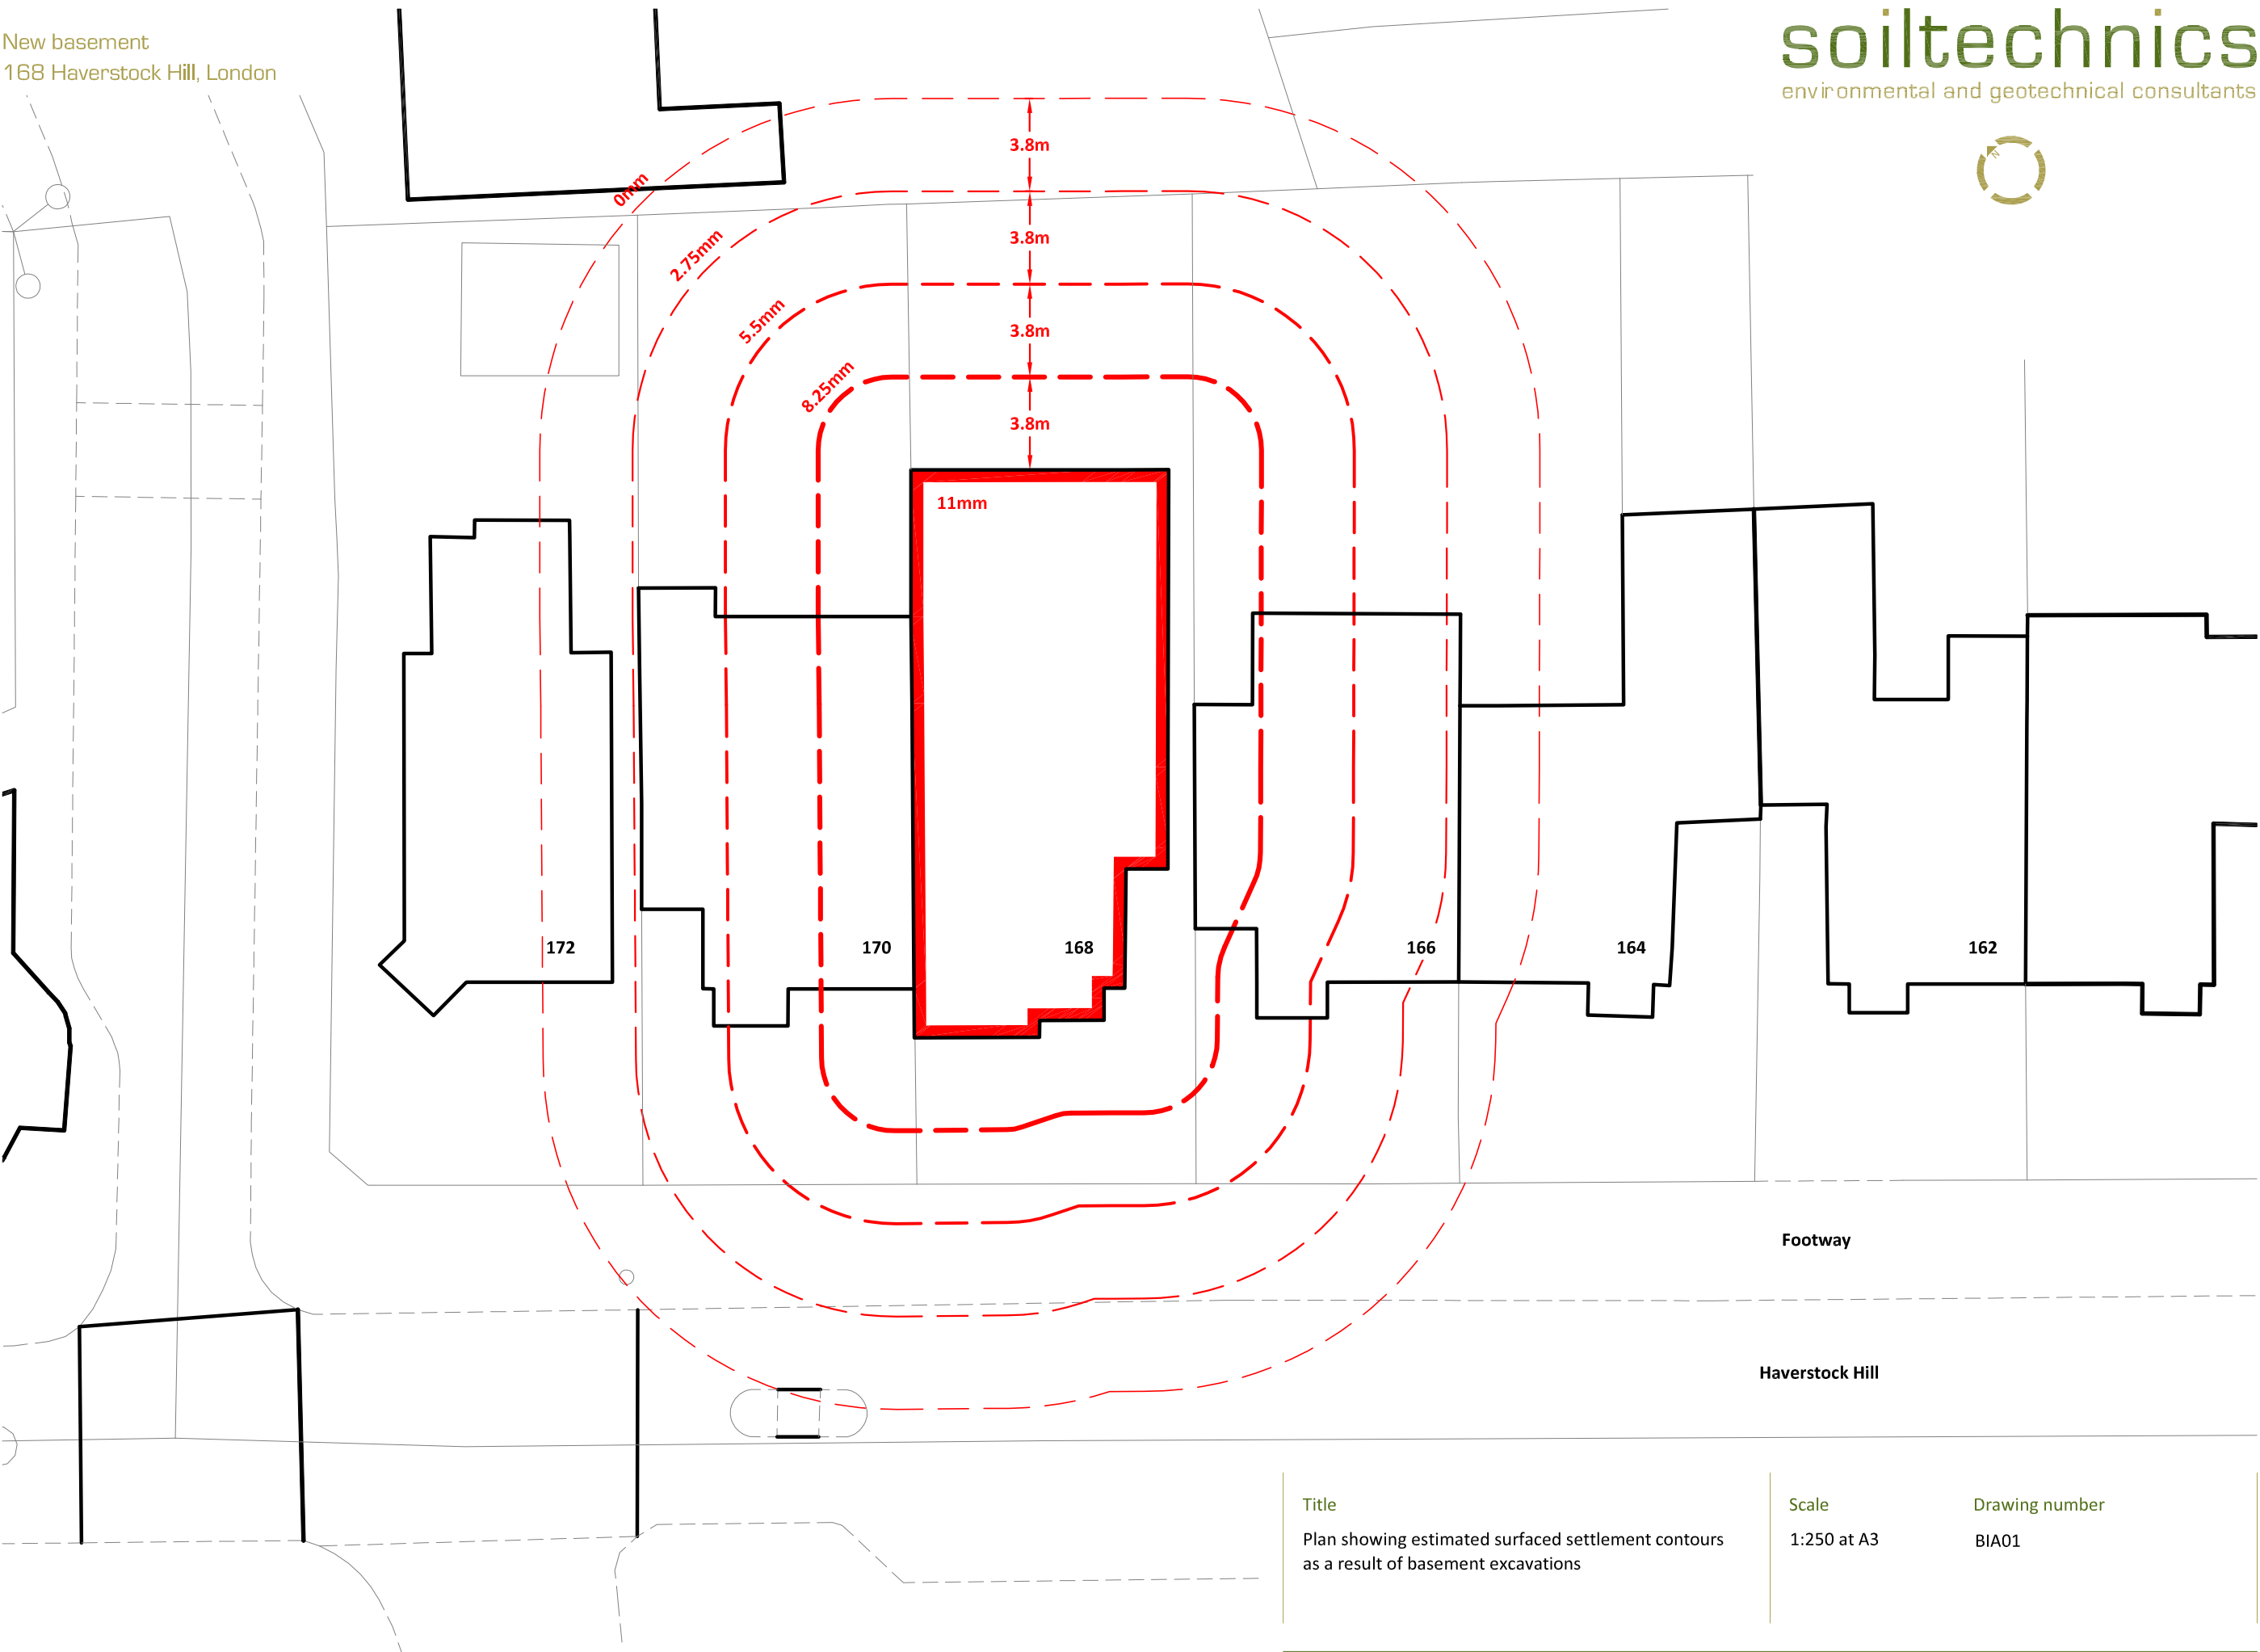 New basement
168 Haverstock Hill, London
soiltechnics
environmental and geotechnical consultants
N
3.8m
0mm
3.8m
2.75mm
5.5mm
3.8m
8.25mm
3.8m
11mm
172
170
168
166
164
162
Footway
Haverstock Hill
Title
Plan showing estimated surfaced settlement contours
as a result of basement excavations
Scale
1:250 at A3
Drawing number
BIA01